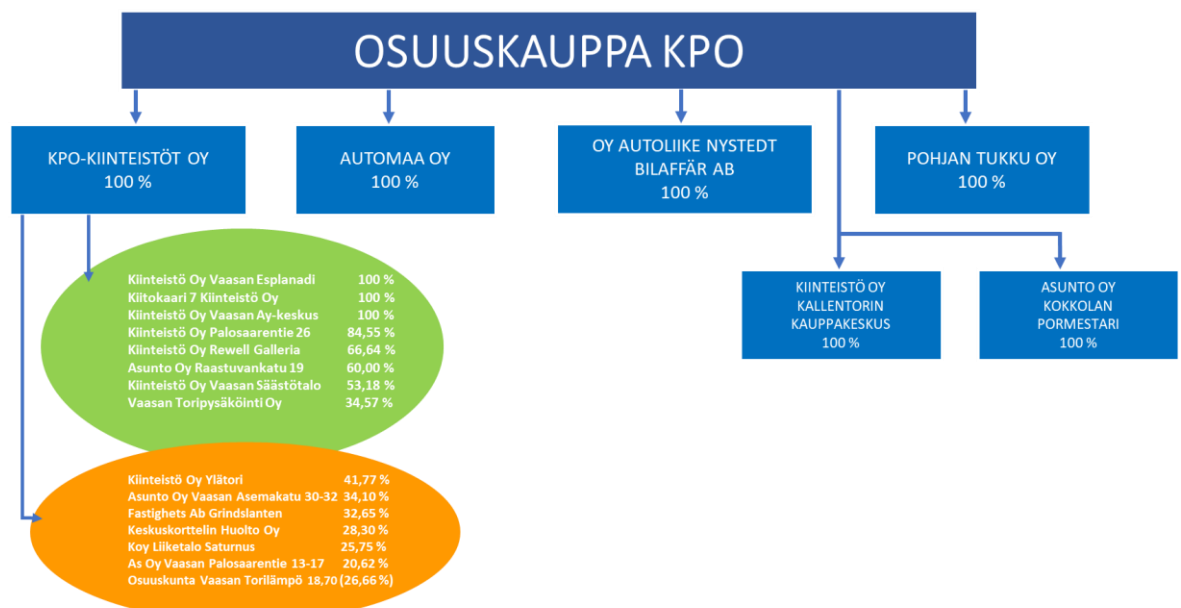 OSUUSKAUPPA KPO
KPO-KIINTEISTÖT OY
100 %
AUTOMAA OY
100 %
OY AUTOLIIKE NYSTEDT
BILAFFÄR AB
100 %
POHJAN TUKKU OY
100 %
KIINTEISTÖ OY
KALLENTORIN
KAUPPAKESKUS
100 %
ASUNTO OY
KOKKOLAN
PORMESTARI
100 %
Kiinteistö Oy Vaasan Esplanadi 100 %
Kiitokaari 7 Kiinteistö Oy 100 %
Kiinteistö Oy Vaasan Ay-keskus 100 %
Kiinteistö Oy Palosaarentie 26 84,55 %
Kiinteistö Oy Rewell Galleria 66,64 %
Asunto Oy Raastuvankatu 19 60,00 %
Kiinteistö Oy Vaasan Säästötalo 53,18 %
Vaasan Toripysäköinti Oy 34,57 %
Kiinteistö Oy Ylätori 41,77 %
Asunto Oy Vaasan Asemakatu 30-32 34,10 %
Fastighets Ab Grindslanten 32,65 %
Keskuskorttelin Huolto Oy 28,30 %
Koy Liiketalo Saturnus 25,75 %
As Oy Vaasan Palosaarentie 13-17 20,62 %
Osuuskunta Vaasan Torilämpö 18,70 (26,66 %)